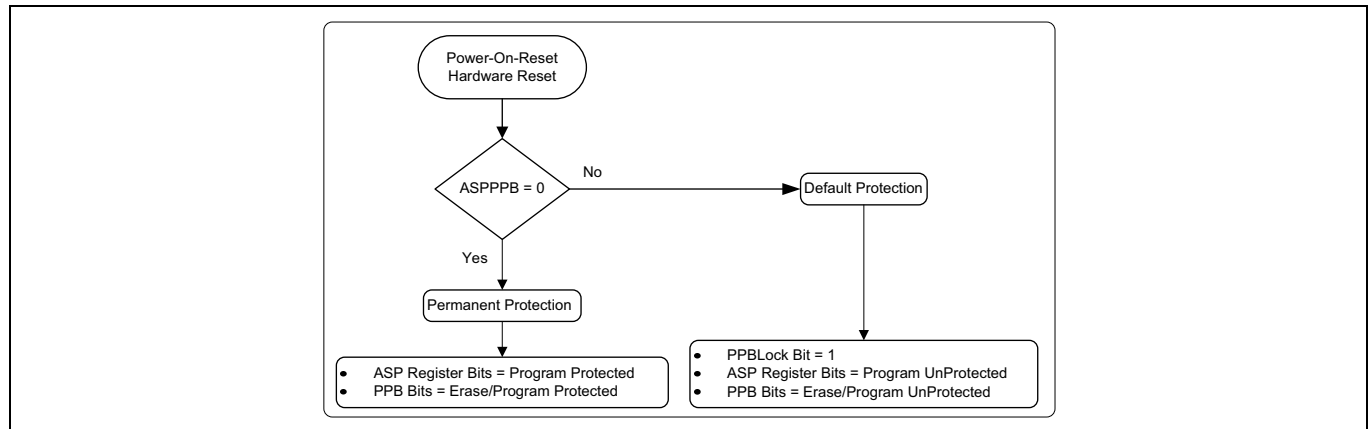 Power-On-Reset
Hardware Reset
ASPPPB = 0
No
Default Protection
Yes
Permanent Protection
• ASP Register Bits = Program Protected
• PPB Bits = Erase/Program Protected
• PPBLock Bit = 1
• ASP Register Bits = Program UnProtected
• PPB Bits = Erase/Program UnProtected